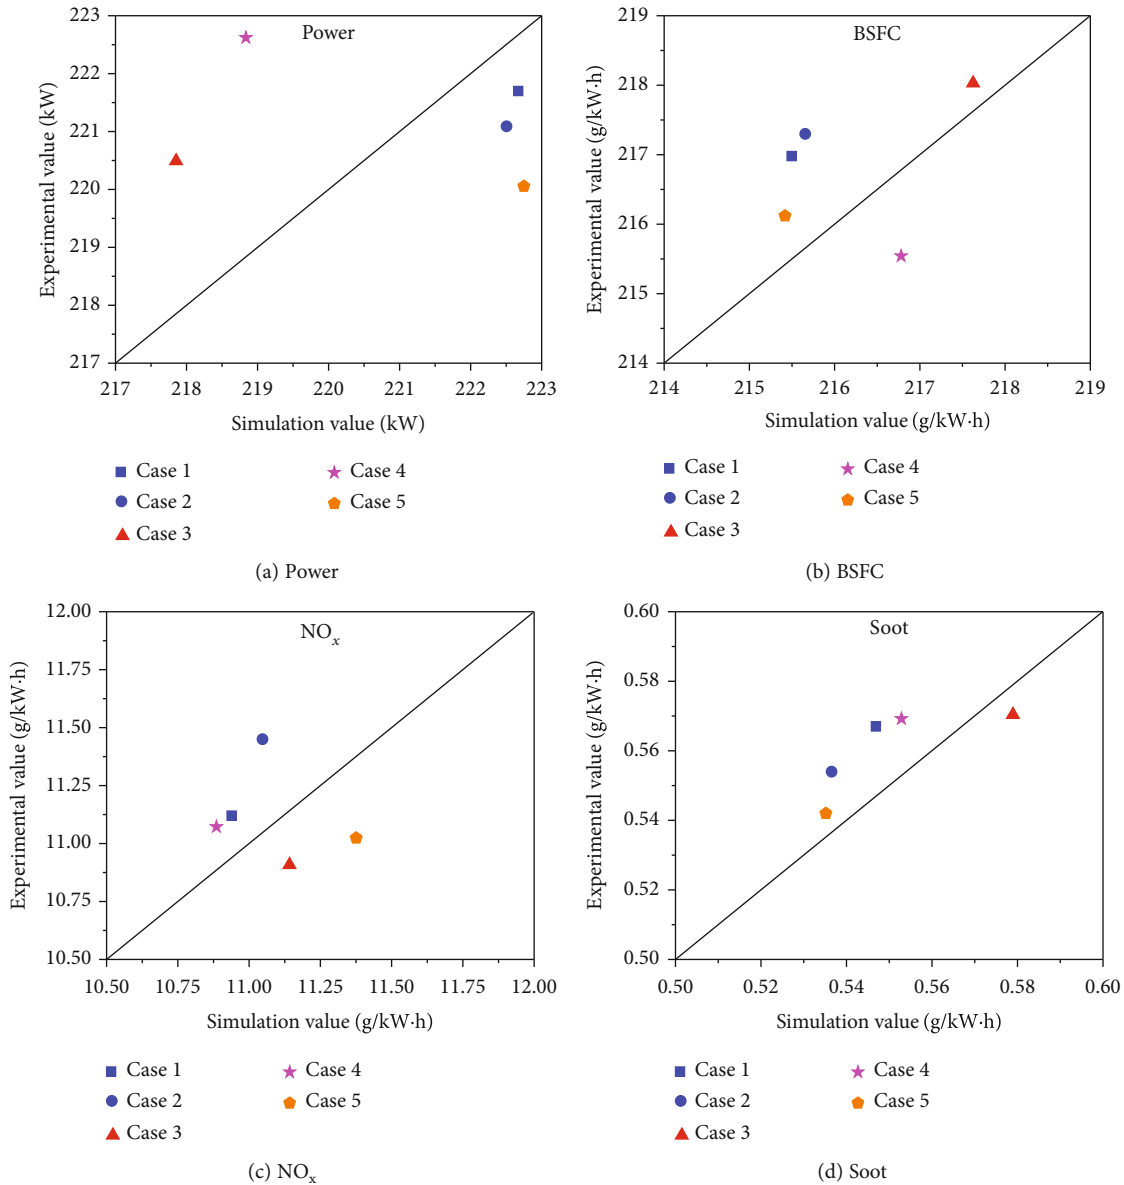 Power
Experimental value (kW)
223
222
221
220
219
218
217
217 218 219 220 221 222 223
Simulation value (kW)
Case 1 Case 4
Case 2 Case 5
Case 3
(a) Power
BSFC
Experimental value (g/kW·h)
219
218
217
216
215
214
214 215 216 217 218 219
Simulation value (g/kW·h)
Case 1 Case 4
Case 2 Case 5
Case 3
(b) BSFC
NOx
Experimental value (g/kW·h)
12.00
11.75
11.50
11.25
11.00
10.75
10.50
10.50 10.75 11.00 11.25 11.50 11.75 12.00
Simulation value (g/kW·h)
Case 1 Case 4
Case 2 Case 5
Case 3
(c) NOx
Soot
Experimental value (g/kW·h)
0.60
0.58
0.56
0.54
0.52
0.50
0.50 0.52 0.54 0.56 0.58 0.60
Simulation value (g/kW·h)
Case 1 Case 4
Case 2 Case 5
Case 3
(d) Soot